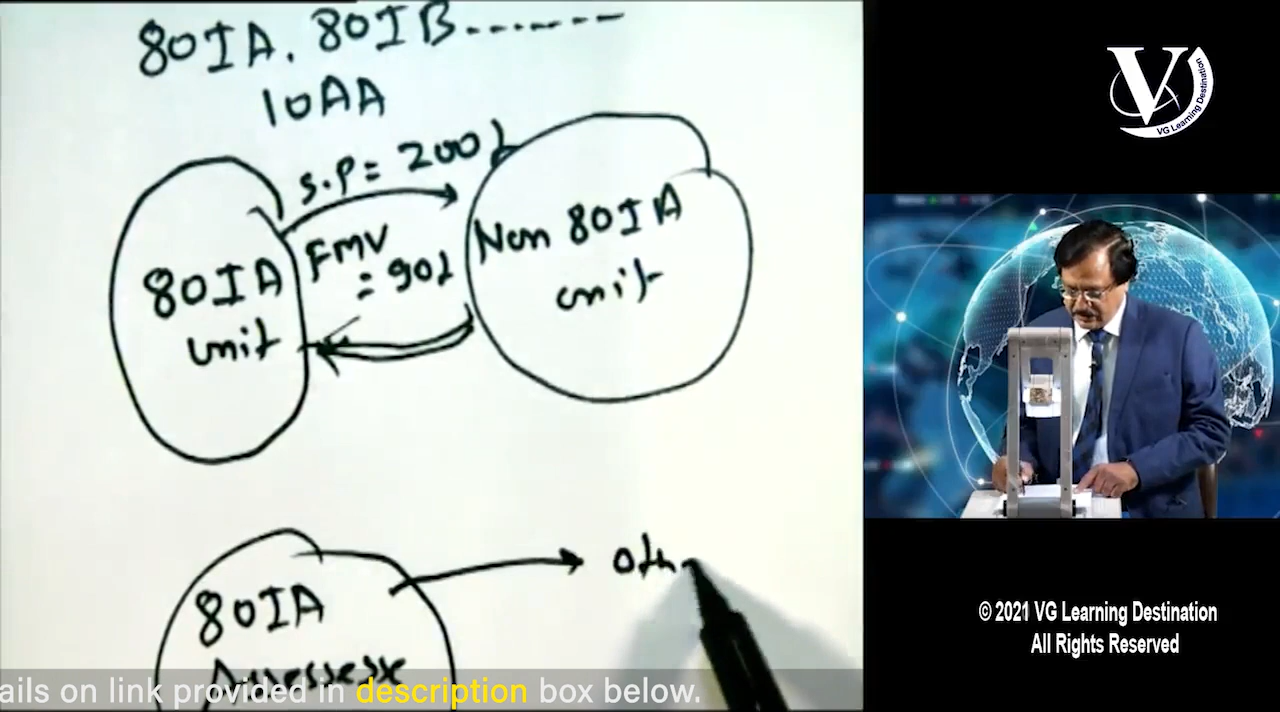 80IA, 80IB-------
10AA
S.P = 200L
FMV
= 90L
80IA
unit
Non 80IA
unit
80IA
Assessee
oth
ails on link provided in description box below.
V
VG Learning Destination
© 2021 VG Learning Destination
All Rights Reserved